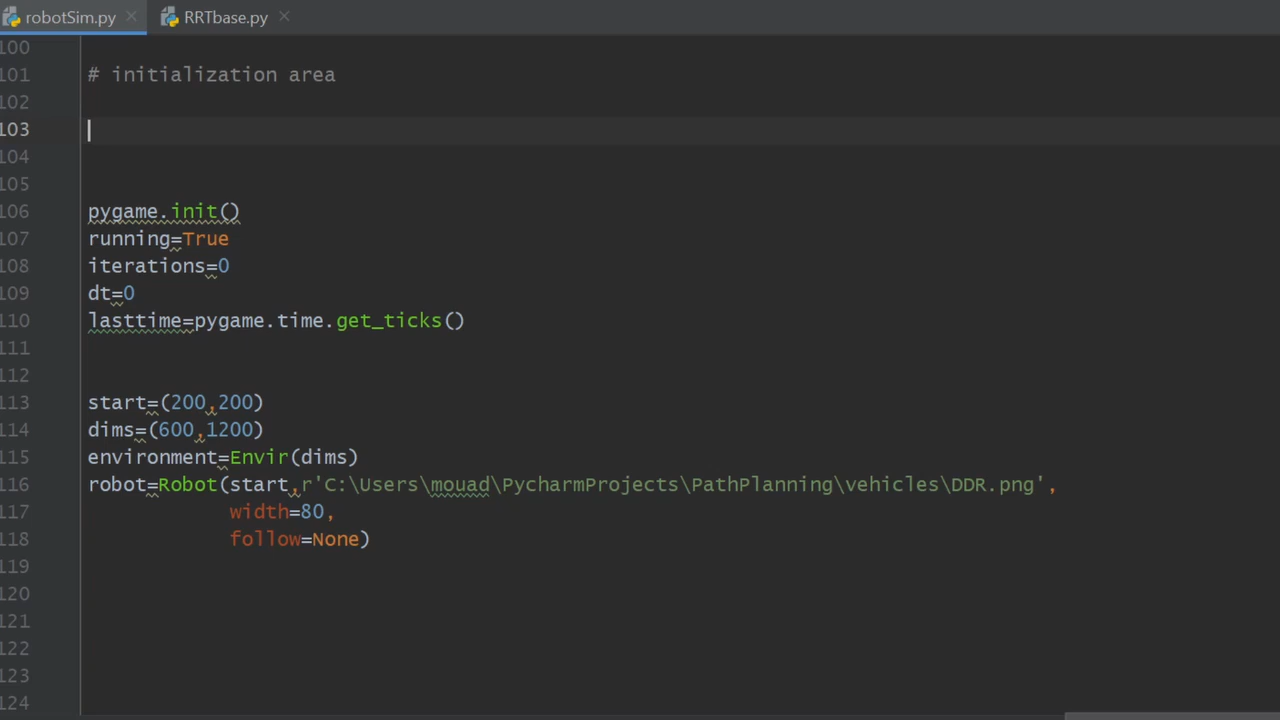 robotSim.py RRTbase.py
100
101 # initialization area
102
103
104
105
106 pygame.init()
107 running=True
108 iterations=0
109 dt=0
110 lasttime=pygame.time.get_ticks()
111
112
113 start=(200,200)
114 dims=(600,1200)
115 environment=Envir(dims)
116 robot=Robot(start,r'C:\Users\mouad\PycharmProjects\PathPlanning\vehicles\DDR.png',
117 width=80,
118 follow=None)
119
120
121
122
123
124